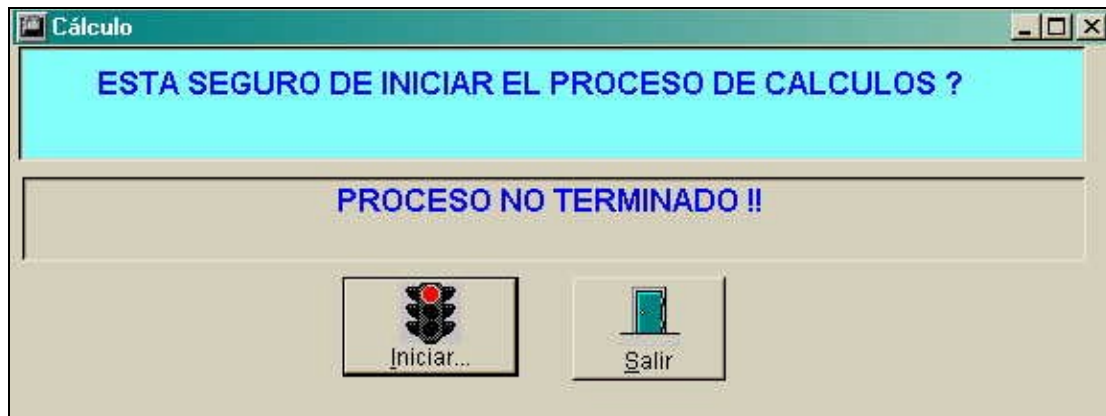 Cálculo
ESTA SEGURO DE INICIAR EL PROCESO DE CALCULOS ?
PROCESO NO TERMINADO !!
Iniciar...
Salir